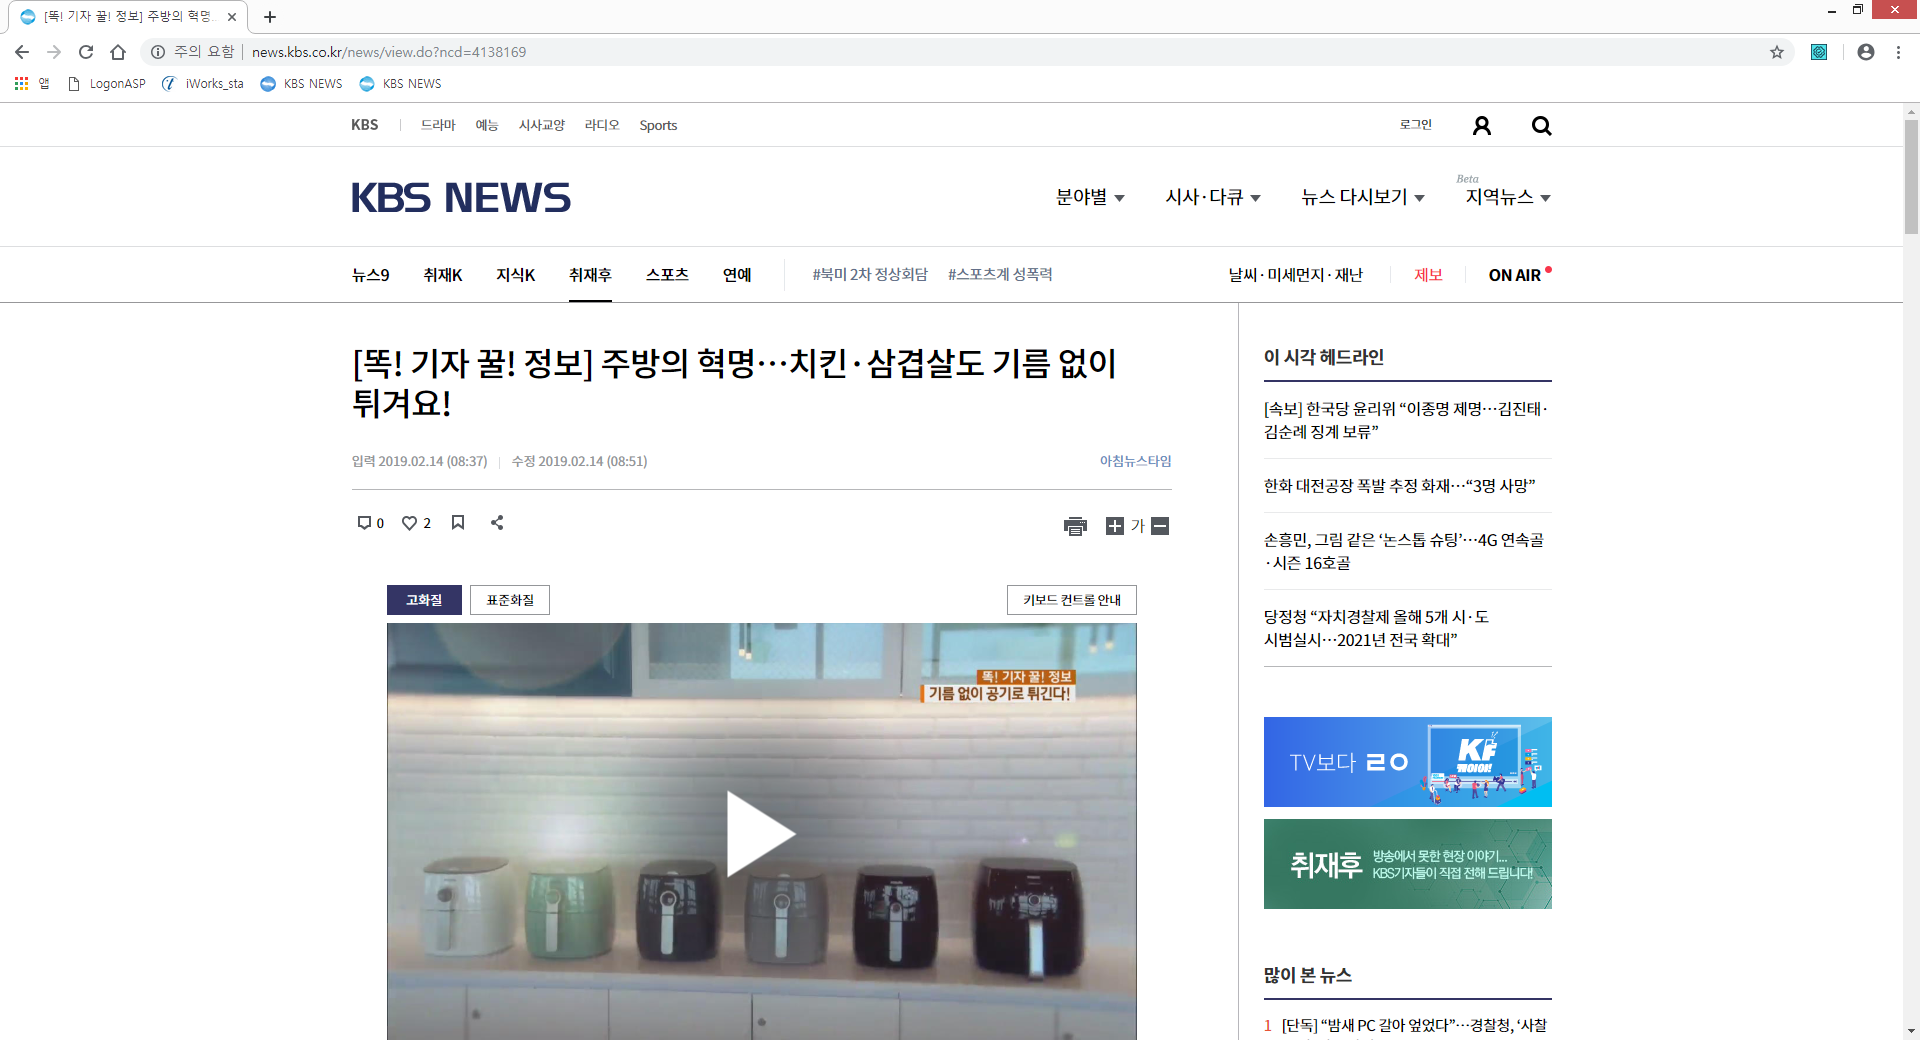 [똑! 기자 꿀! 정보] 주방의 혁명...
주의 요함 news.kbs.co.kr/news/view.do?ncd=4138169
앱 LogonASP iWorks_sta KBS NEWS KBS NEWS
KBS 드라마 예능 시사교양 라디오 Sports 로그인
KBS NEWS
분야별 시사·다큐 뉴스 다시보기 Beta 지역뉴스
뉴스9 취재K 지식K 취재후 스포츠 연예 #북미 2차 정상회담 #스포츠계 성폭력 날씨·미세먼지·재난 제보 ON AIR
[똑! 기자 꿀! 정보] 주방의 혁명…치킨·삼겹살도 기름 없이
튀겨요!
입력 2019.02.14 (08:37) 수정 2019.02.14 (08:51) 아침뉴스타임
0 2 가
고화질 표준화질 키보드 컨트롤 안내
똑! 기자 꿀! 정보
기름 없이 공기로 튀긴다!
이 시각 헤드라인
[속보] 한국당 윤리위 “이종명 제명…김진태·
김순례 징계 보류”
한화 대전공장 폭발 추정 화재…“3명 사망”
손흥민, 그림 같은 ‘논스톱 슈팅’…4G 연속골
·시즌 16호골
당정청 “자치경찰제 올해 5개 시·도
시범실시…2021년 전국 확대”
TV보다 ㄹㅇ KF 케이야!
취재후 방송에서 못한 현장 이야기...
KBS기자들이 직접 전해 드립니다!
많이 본 뉴스
1 [단독] “밤새 PC 갈아 엎었다”…경찰청, ‘사찰